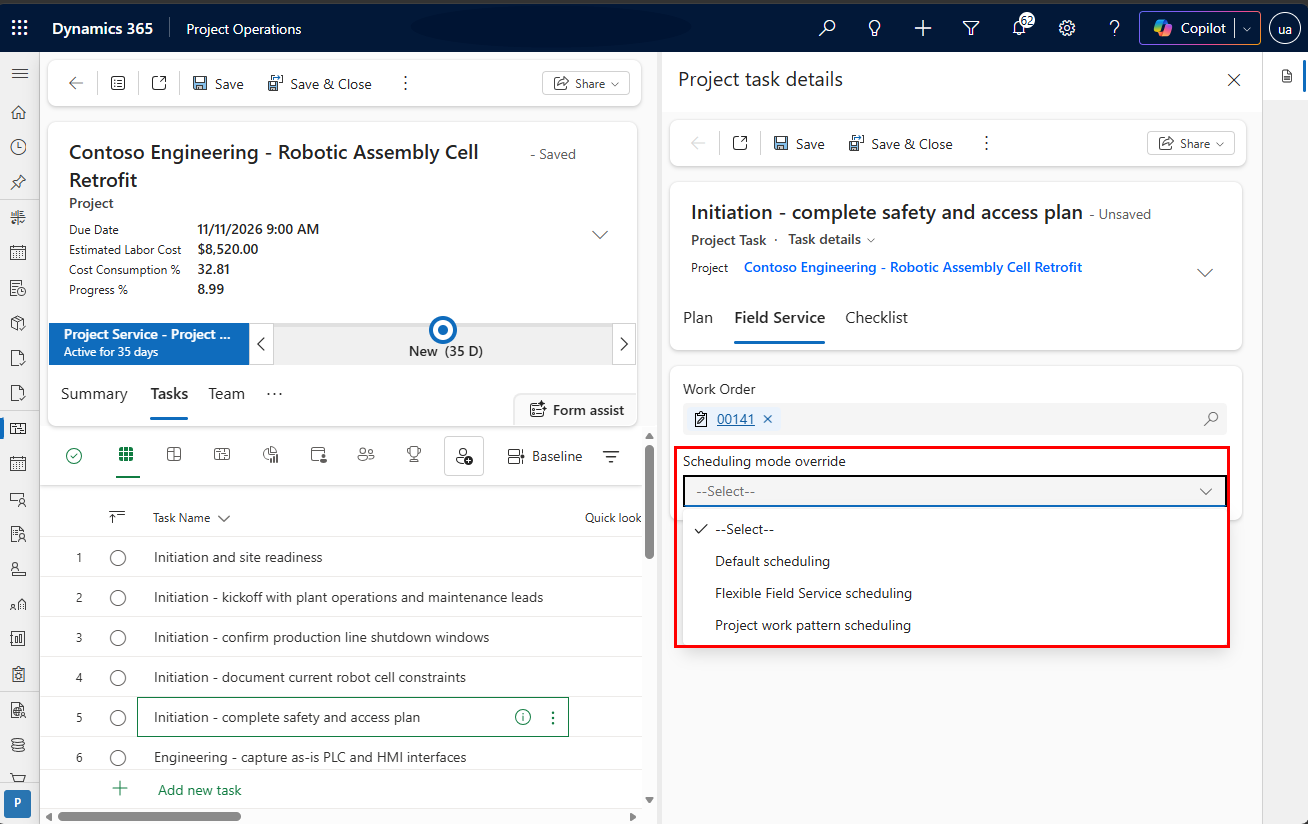 Dynamics 365
Project Operations
62
Copilot
ua
Save
Save & Close
Share
Contoso Engineering - Robotic Assembly Cell
Retrofit
- Saved
Project
Due Date 11/11/2026 9:00 AM
Estimated Labor Cost $8,520.00
Cost Consumption % 32.81
Progress % 8.99
Project Service - Project ...
Active for 35 days
New (35 D)
Summary Tasks Team ...
Form assist
Baseline
Task Name
Quick look
1 Initiation and site readiness
2 Initiation - kickoff with plant operations and maintenance leads
3 Initiation - confirm production line shutdown windows
4 Initiation - document current robot cell constraints
5 Initiation - complete safety and access plan
6 Engineering - capture as-is PLC and HMI interfaces
Add new task
P
Project task details
Save
Save & Close
Share
Initiation - complete safety and access plan - Unsaved
Project Task · Task details
Project Contoso Engineering - Robotic Assembly Cell Retrofit
Plan Field Service Checklist
Work Order
00141
Scheduling mode override
--Select--
--Select--
Default scheduling
Flexible Field Service scheduling
Project work pattern scheduling